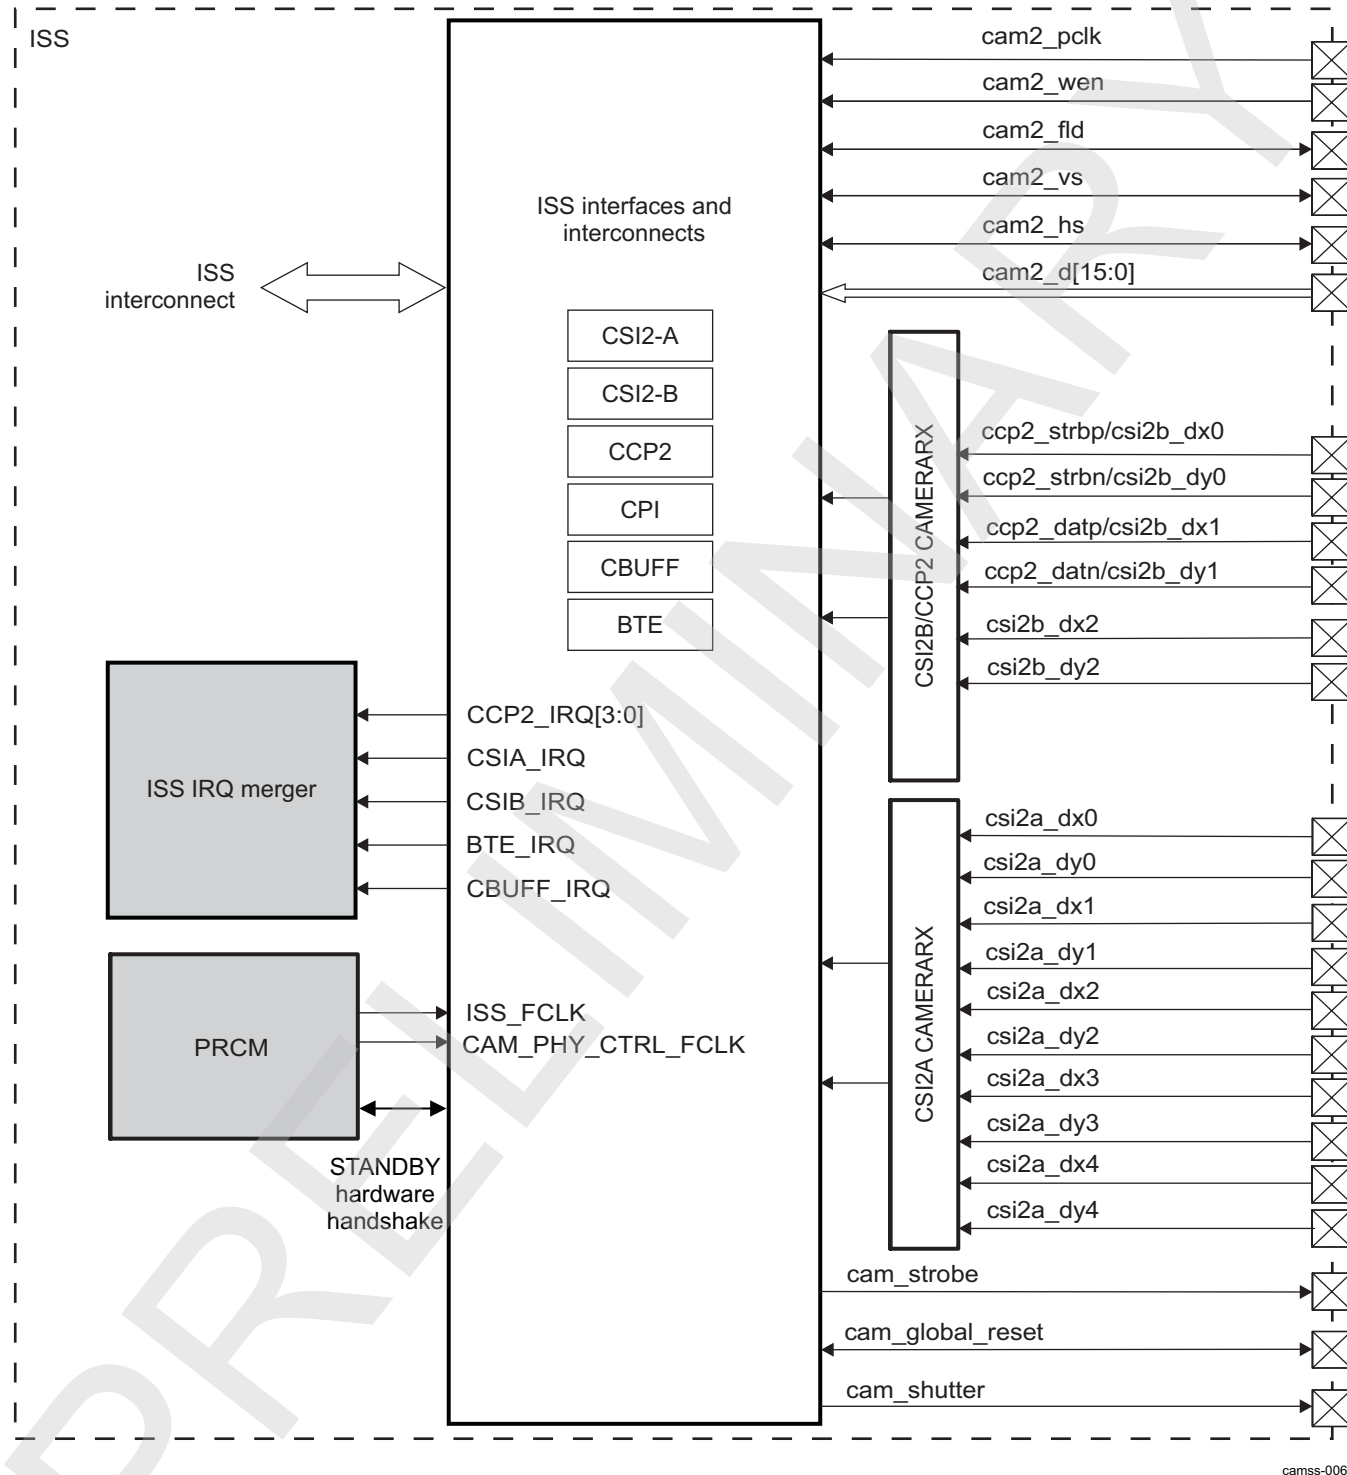 ISS
cam2_pclk
cam2_wen
cam2_fld
cam2_vs
cam2_hs
cam2_d[15:0]
ISS interfaces and
interconnects
ISS
interconnect
CSI2-A
CSI2-B
CCP2
CPI
CBUFF
BTE
CSI2B/CCP2 CAMERARX
ccp2_strbp/csi2b_dx0
ccp2_strbn/csi2b_dy0
ccp2_datp/csi2b_dx1
ccp2_datn/csi2b_dy1
csi2b_dx2
csi2b_dy2
ISS IRQ merger
CCP2_IRQ[3:0]
CSIA_IRQ
CSIB_IRQ
BTE_IRQ
CBUFF_IRQ
CSI2A CAMERARX
csi2a_dx0
csi2a_dy0
csi2a_dx1
csi2a_dy1
csi2a_dx2
csi2a_dy2
csi2a_dx3
csi2a_dy3
csi2a_dx4
csi2a_dy4
PRCM
ISS_FCLK
CAM_PHY_CTRL_FCLK
STANDBY
hardware
handshake
cam_strobe
cam_global_reset
cam_shutter
PRELIMINARY
camss-006